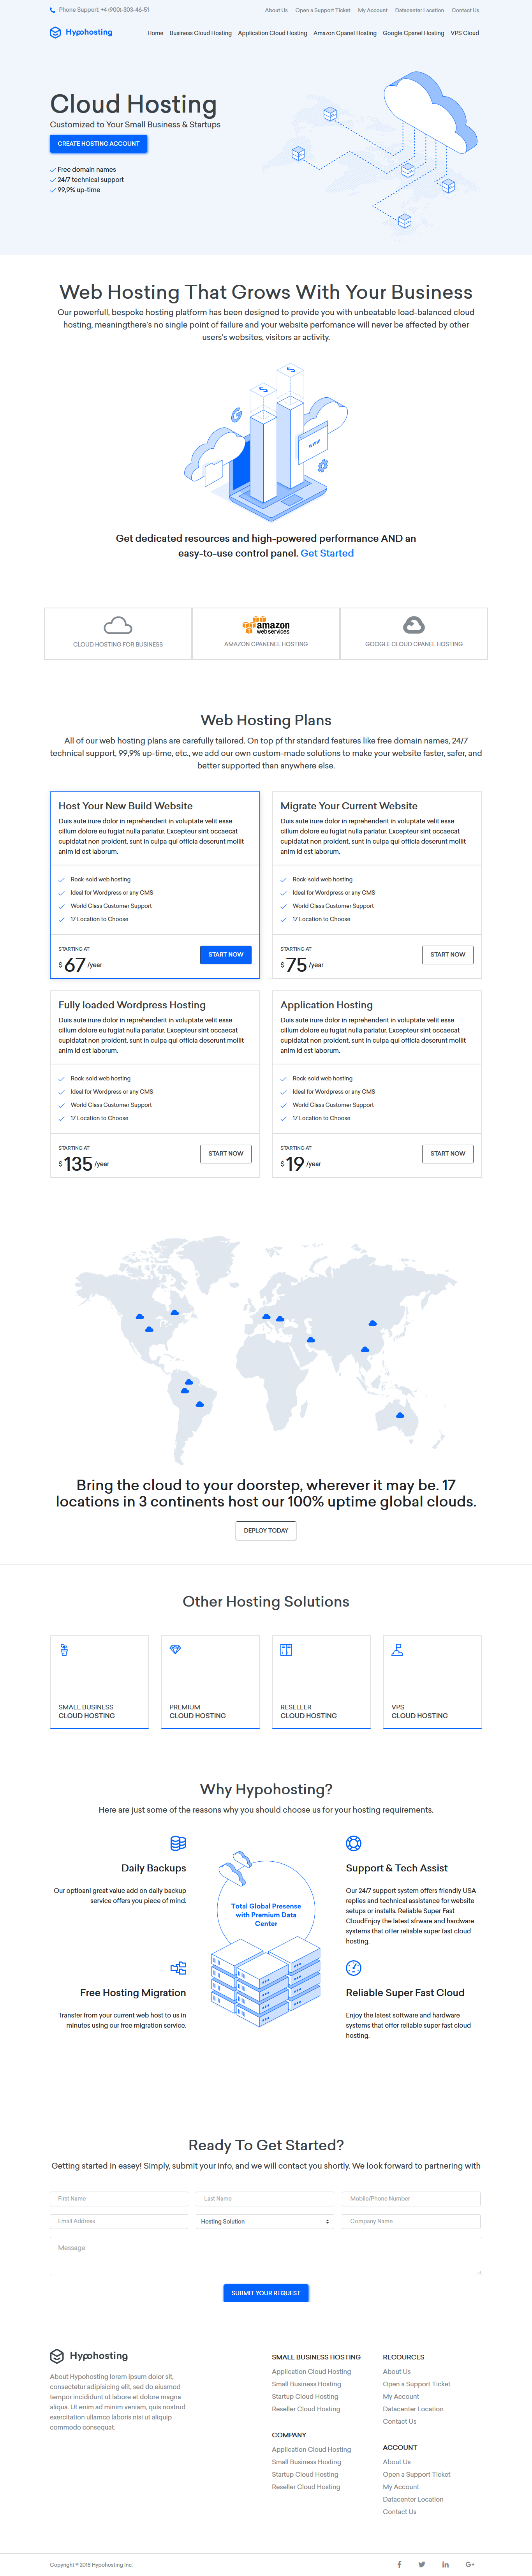 Phone Support: +4 (900)-303-46-51
About Us Open a Support Ticket My Account Datacenter Location Contact Us
Hypohosting
Home Business Cloud Hosting Application Cloud Hosting Amazon Cpanel Hosting Google Cpanel Hosting VPS Cloud
Cloud Hosting
Customized to Your Small Business & Startups
CREATE HOSTING ACCOUNT
Free domain names
24/7 technical support
99,9% up-time
Web Hosting That Grows With Your Business
Our powerfull, bespoke hosting platform has been designed to provide you with unbeatable load-balanced cloud
hosting, meaningthere's no single point of failure and your website perfomance will never be affected by other
users's websites, visitors ar activity.
WWW
Get dedicated resources and high-powered performance AND an
easy-to-use control panel. Get Started
CLOUD HOSTING FOR BUSINESS
amazon
webservices
AMAZON CPANENEL HOSTING
GOOGLE CLOUD CPANEL HOSTING
Web Hosting Plans
All of our web hosting plans are carefully tailored. On top pf thr standard features like free domain names, 24/7
technical support, 99,9% up-time, etc., we add our own custom-made solutions to make your website faster, safer, and
better supported than anywhere else.
Host Your New Build Website
Duis aute irure dolor in reprehenderit in voluptate velit esse
cillum dolore eu fugiat nulla pariatur. Excepteur sint occaecat
cupidatat non proident, sunt in culpa qui officia deserunt mollit
anim id est laborum.
Rock-sold web hosting
Ideal for Wordpress or any CMS
World Class Customer Support
17 Location to Choose
STARTING AT
$ 67 /year
START NOW
Migrate Your Current Website
Duis aute irure dolor in reprehenderit in voluptate velit esse
cillum dolore eu fugiat nulla pariatur. Excepteur sint occaecat
cupidatat non proident, sunt in culpa qui officia deserunt mollit
anim id est laborum.
Rock-sold web hosting
Ideal for Wordpress or any CMS
World Class Customer Support
17 Location to Choose
STARTING AT
$ 75 /year
START NOW
Fully loaded Wordpress Hosting
Duis aute irure dolor in reprehenderit in voluptate velit esse
cillum dolore eu fugiat nulla pariatur. Excepteur sint occaecat
cupidatat non proident, sunt in culpa qui officia deserunt mollit
anim id est laborum.
Rock-sold web hosting
Ideal for Wordpress or any CMS
World Class Customer Support
17 Location to Choose
STARTING AT
$ 135 /year
START NOW
Application Hosting
Duis aute irure dolor in reprehenderit in voluptate velit esse
cillum dolore eu fugiat nulla pariatur. Excepteur sint occaecat
cupidatat non proident, sunt in culpa qui officia deserunt mollit
anim id est laborum.
Rock-sold web hosting
Ideal for Wordpress or any CMS
World Class Customer Support
17 Location to Choose
STARTING AT
$ 19 /year
START NOW
Bring the cloud to your doorstep, wherever it may be. 17
locations in 3 continents host our 100% uptime global clouds.
DEPLOY TODAY
Other Hosting Solutions
SMALL BUSINESS
CLOUD HOSTING
PREMIUM
CLOUD HOSTING
RESELLER
CLOUD HOSTING
VPS
CLOUD HOSTING
Why Hypohosting?
Here are just some of the reasons why you should choose us for your hosting requirements.
Daily Backups
Our optioanl great value add on daily backup
service offers you piece of mind.
Free Hosting Migration
Transfer from your current web host to us in
minutes using our free migration service.
Total Global Presense
with Premium Data
Center
Support & Tech Assist
Our 24/7 support system offers friendly USA
replies and technical assistance for website
setups or installs. Reliable Super Fast
CloudEnjoy the latest sfrware and hardware
systems that offer reliable super fast cloud
hosting.
Reliable Super Fast Cloud
Enjoy the latest software and hardware
systems that offer reliable super fast cloud
hosting.
Ready To Get Started?
Getting started in easey! Simply, submit your info, and we will contact you shortly. We look forward to partnering with
First Name
Last Name
Mobile/Phone Number
Email Address
Hosting Solution
Company Name
Message
SUBMIT YOUR REQUEST
Hypohosting
About Hypohosting lorem ipsum dolor sit,
consectetur adipisicing elit, sed do eiusmod
tempor incididunt ut labore et dolore magna
aliqua. Ut enim ad minim veniam, quis nostrud
exercitation ullamco laboris nisi ut aliquip
commodo consequat.
SMALL BUSINESS HOSTING
Application Cloud Hosting
Small Business Hosting
Startup Cloud Hosting
Reseller Cloud Hosting
COMPANY
Application Cloud Hosting
Small Business Hosting
Startup Cloud Hosting
Reseller Cloud Hosting
RECOURCES
About Us
Open a Support Ticket
My Account
Datacenter Location
Contact Us
ACCOUNT
About Us
Open a Support Ticket
My Account
Datacenter Location
Contact Us
Copyright © 2018 Hypohosting Inc.